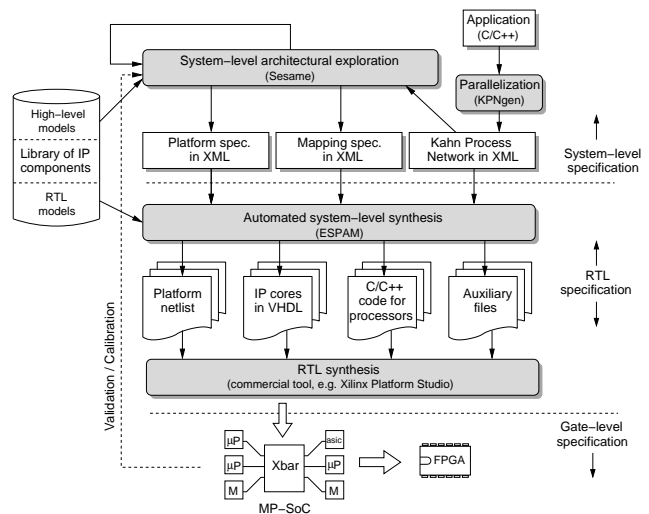 Application
(C/C++)
System−level architectural exploration
(Sesame)
Parallelization
(KPNgen)
High−level
models
Library of IP
components
RTL
models
Platform spec.
in XML
Mapping spec.
in XML
Kahn Process
Network in XML
System−level
specification
Automated system−level synthesis
(ESPAM)
Platform
netlist
IP cores
in VHDL
C/C++
code for
processors
Auxiliary
files
RTL
specification
RTL synthesis
(commercial tool, e.g. Xilinx Platform Studio)
Validation / Calibration
Gate−level
specification
µP
asic
µP
Xbar
µP
M
M
FPGA
MP−SoC